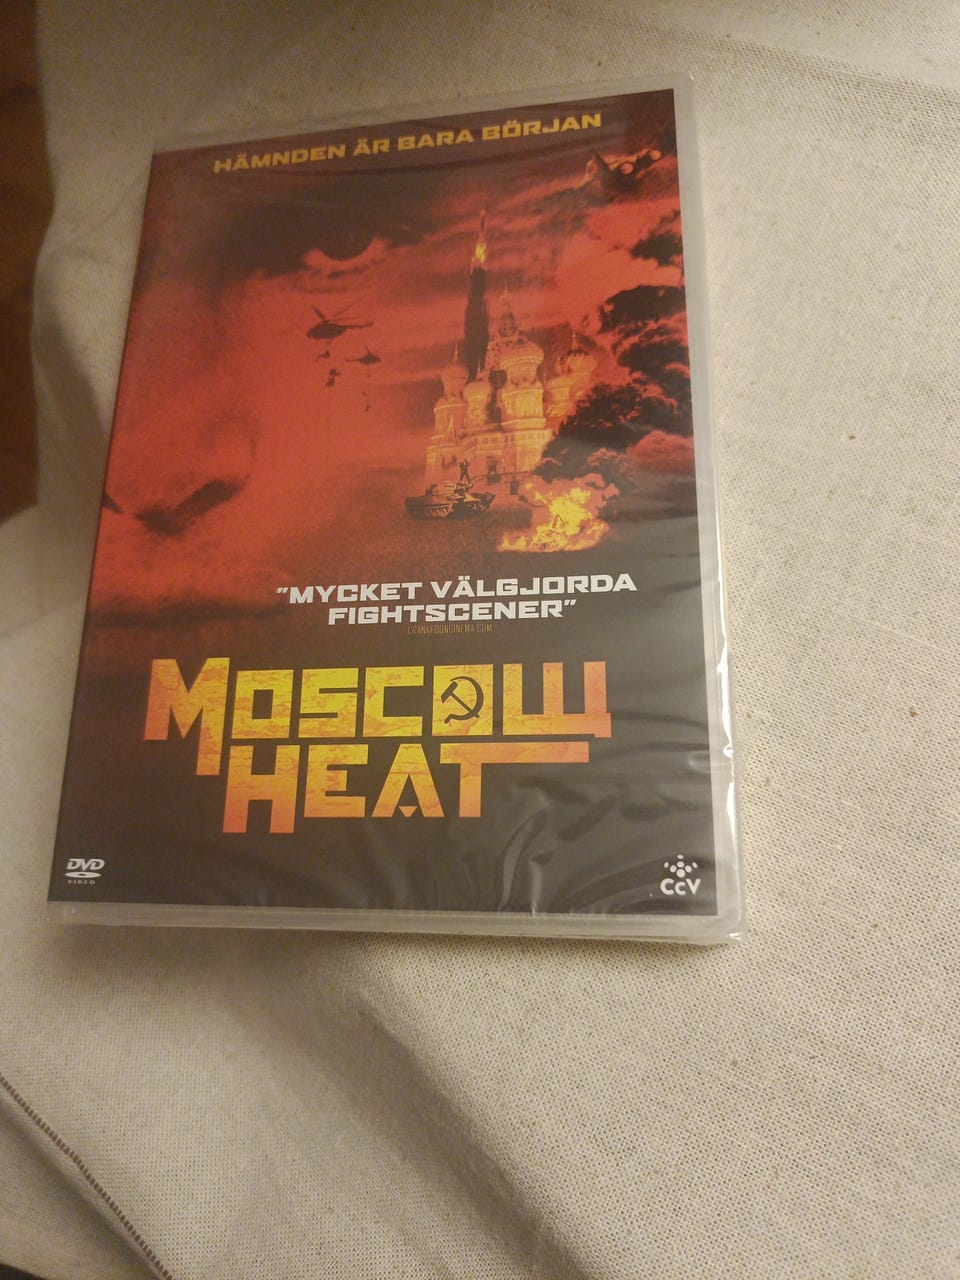 HÄMNDEN ÄR BARA BÖRJAN
"MYCKET VÄLGJORDA
FIGHTSCENER"
MOSCOW
HEAT
DVD
VIDEO
CCV